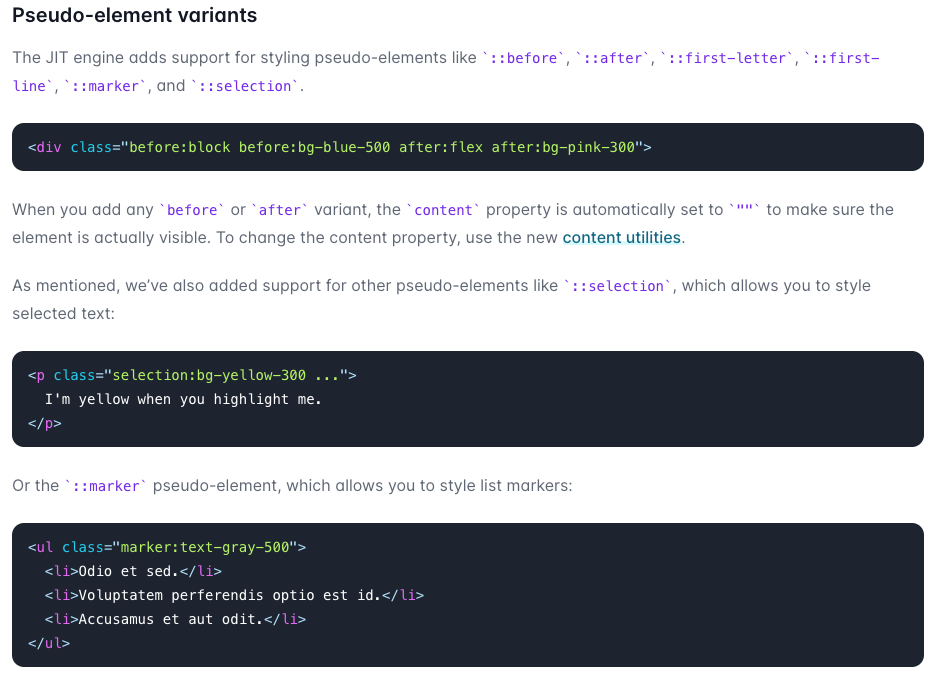 Pseudo-element variants
The JIT engine adds support for styling pseudo-elements like `::before`, `::after`, `::first-letter`, `::first-
line`, `::marker`, and `::selection`.
<div class="before:block before:bg-blue-500 after:flex after:bg-pink-300">
When you add any `before` or `after` variant, the `content` property is automatically set to `""` to make sure the
element is actually visible. To change the content property, use the new content utilities.
As mentioned, we’ve also added support for other pseudo-elements like `::selection`, which allows you to style
selected text:
<p class="selection:bg-yellow-300 ...">
  I'm yellow when you highlight me.
</p>
Or the `::marker` pseudo-element, which allows you to style list markers:
<ul class="marker:text-gray-500">
  <li>Odio et sed.</li>
  <li>Voluptatem perferendis optio est id.</li>
  <li>Accusamus et aut odit.</li>
</ul>